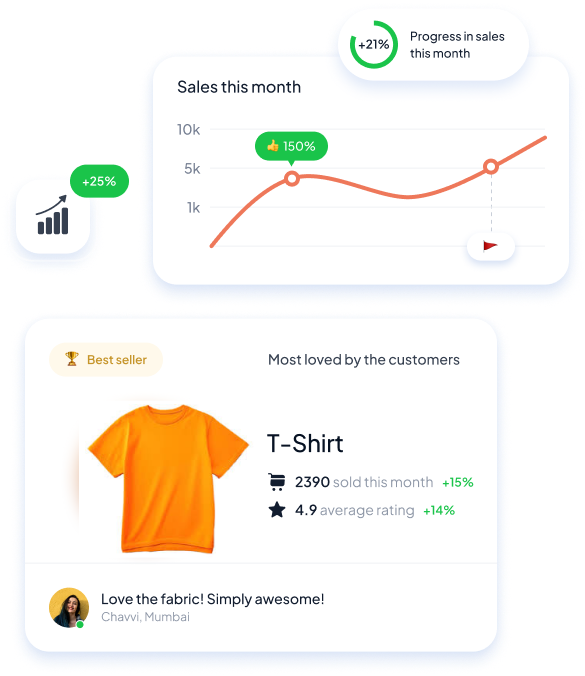 +21%
Progress in sales
this month
Sales this month
10k
👍 150%
5k
+25%
1k
Best seller
Most loved by the customers
T-Shirt
2390 sold this month +15%
4.9 average rating +14%
Love the fabric! Simply awesome!
Chavvi, Mumbai